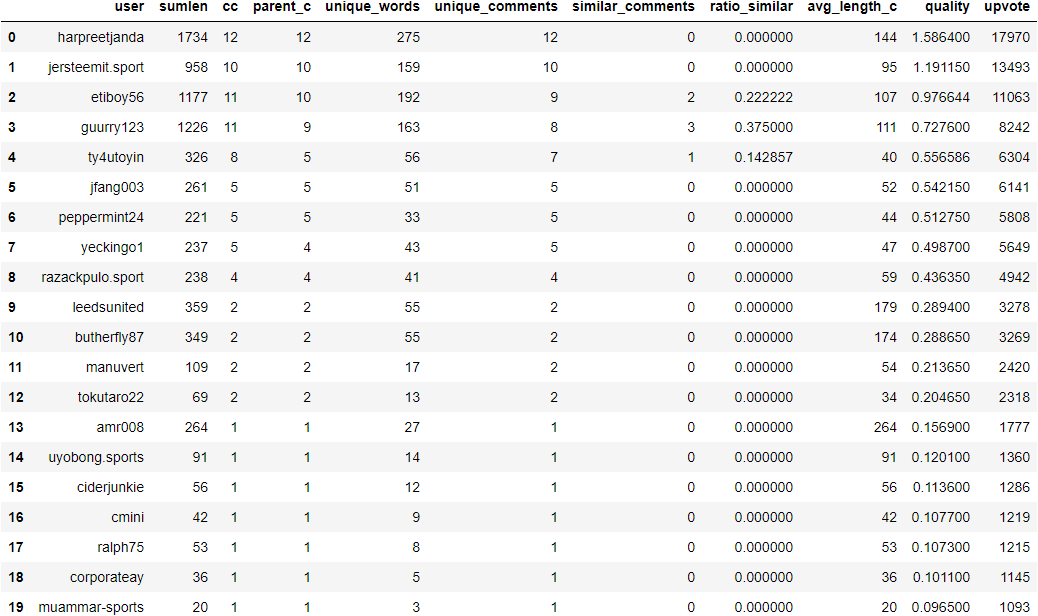 user sumlen cc parent_c unique_words unique_comments similar_comments ratio_similar avg_length_c quality upvote
0 harpreetjanda 1734 12 12 275 12 0 0.000000 144 1.586400 17970
1 jersteemit.sport 958 10 10 159 10 0 0.000000 95 1.191150 13493
2 etiboy56 1177 11 10 192 9 2 0.222222 107 0.976644 11063
3 guurry123 1226 11 9 163 8 3 0.375000 111 0.727600 8242
4 ty4utoyin 326 8 5 56 7 1 0.142857 40 0.556586 6304
5 jfang003 261 5 5 51 5 0 0.000000 52 0.542150 6141
6 peppermint24 221 5 5 33 5 0 0.000000 44 0.512750 5808
7 yeckingo1 237 5 4 43 5 0 0.000000 47 0.498700 5649
8 razackpulo.sport 238 4 4 41 4 0 0.000000 59 0.436350 4942
9 leedsunited 359 2 2 55 2 0 0.000000 179 0.289400 3278
10 butherfly87 349 2 2 55 2 0 0.000000 174 0.288650 3269
11 manuvert 109 2 2 17 2 0 0.000000 54 0.213650 2420
12 tokutaro22 69 2 2 13 2 0 0.000000 34 0.204650 2318
13 amr008 264 1 1 27 1 0 0.000000 264 0.156900 1777
14 uyobong.sports 91 1 1 14 1 0 0.000000 91 0.120100 1360
15 ciderjunkie 56 1 1 12 1 0 0.000000 56 0.113600 1286
16 cmini 42 1 1 9 1 0 0.000000 42 0.107700 1219
17 ralph75 53 1 1 8 1 0 0.000000 53 0.107300 1215
18 corporateay 36 1 1 5 1 0 0.000000 36 0.101100 1145
19 muammar-sports 20 1 1 3 1 0 0.000000 20 0.096500 1093